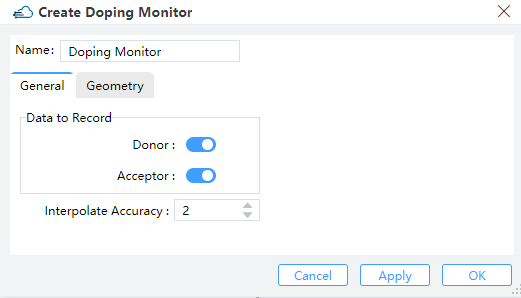 Create Doping Monitor
Name: Doping Monitor
General Geometry
Data to Record
Donor :
Acceptor :
Interpolate Accuracy : 2
Cancel Apply OK